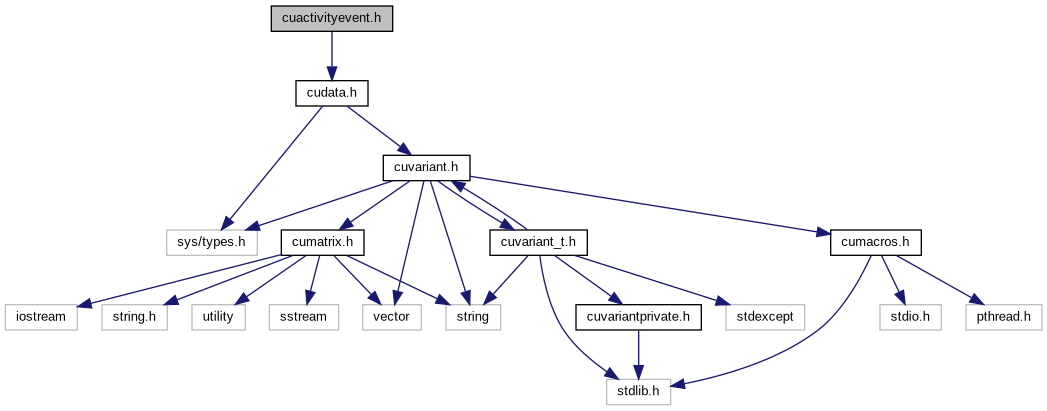 cuactivityevent.h
cudata.h
cuvariant.h
sys/types.h
cumatrix.h
cuvariant_t.h
cumacros.h
iostream
string.h
utility
sstream
vector
string
cuvariantprivate.h
stdexcept
stdio.h
pthread.h
stdlib.h